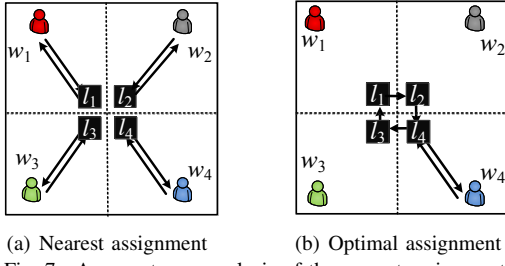 w1 w2 w1 w2
l1 l2 l1 l2
l3 l4 l3 l4
w3 w4 w3 w4
(a) Nearest assignment (b) Optimal assignment